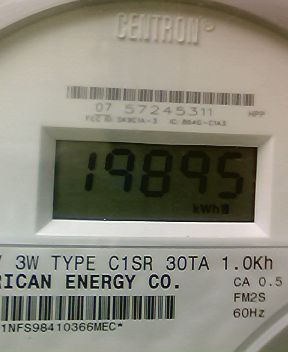 CENTRON®
07 57245311 HPP
19895
kWh
V 3W TYPE C1SR 30TA 1.0Kh
RICAN ENERGY CO. CA 0.5
FM2S
60Hz
1NFS98410366MEC*